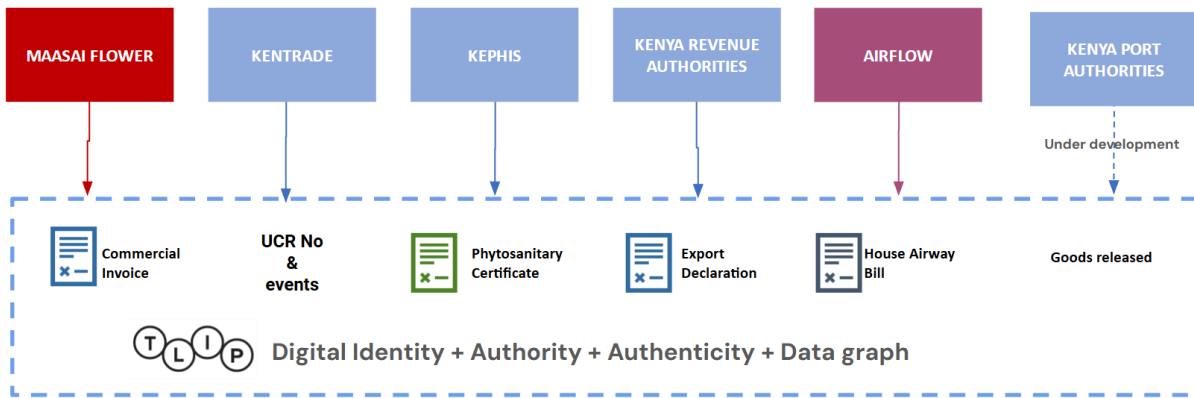 MAASAI FLOWER
KENTRADE
KEPHIS
KENYA REVENUE
AUTHORITIES
AIRFLOW
KENYA PORT
AUTHORITIES
Under development
Commercial
Invoice
UCR No
&
events
Phytosanitary
Certificate
Export
Declaration
House Airway
Bill
Goods released
TLIP
Digital Identity + Authority + Authenticity + Data graph